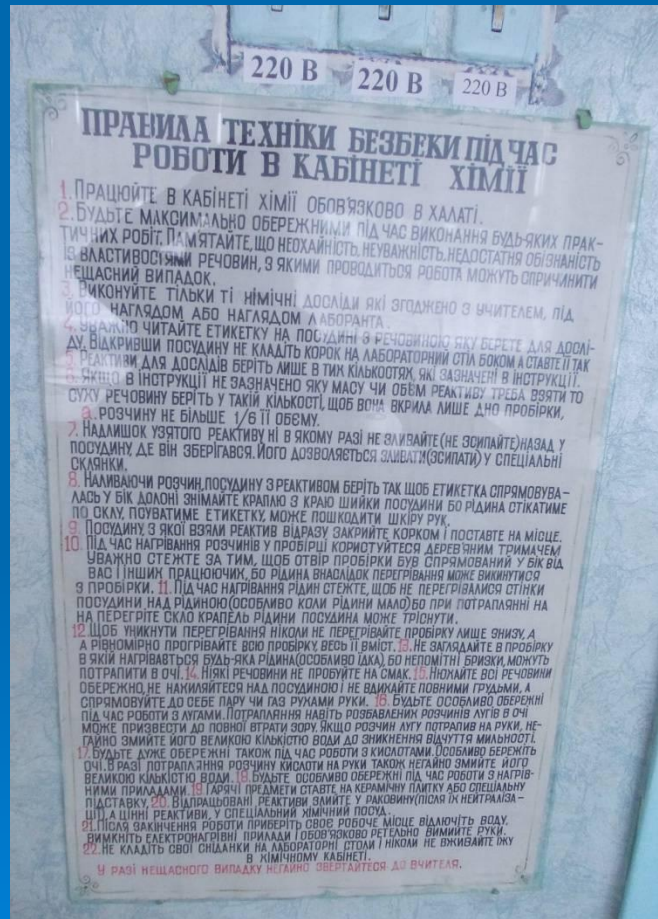 220 В 220 В 220 В
ПРАВИЛА ТЕХНІКИ БЕЗБЕКИ ПІД ЧАС
РОБОТИ В КАБІНЕТІ ХІМІЇ
1. ПРАЦЮЙТЕ В КАБІНЕТІ ХІМІЇ ОБОВ'ЯЗКОВО В ХАЛАТІ.
2. БУДЬТЕ МАКСИМАЛЬНО ОБЕРЕЖНИМИ ПІД ЧАС ВИКОНАННЯ БУДЬ-ЯКИХ ПРАК-
ТИЧНИХ РОБІТ. ПАМ'ЯТАЙТЕ, ЩО НЕОХАЙНІСТЬ, НЕУВАЖНІСТЬ, НЕДОСТАТНЯ ОБІЗНАНІСТЬ
ІЗ ВЛАСТИВОСТЯМИ РЕЧОВИН, З ЯКИМИ ПРОВОДИТЬСЯ РОБОТА МОЖУТЬ СПРИЧИНИТИ
НЕЩАСНИЙ ВИПАДОК.
3. ВИКОНУЙТЕ ТІЛЬКИ ТІ ХІМІЧНІ ДОСЛІДИ ЯКІ ЗГОДЖЕНО З УЧИТЕЛЕМ, ПІД
ЙОГО НАГЛЯДОМ АБО НАГЛЯДОМ ЛАБОРАНТА.
4. УВАЖНО ЧИТАЙТЕ ЕТИКЕТКУ НА ПОСУДИНІ З РЕЧОВИНОЮ ЯКУ БЕРЕТЕ ДЛЯ ДОСЛІ-
ДУ. ВІДКРИВШИ ПОСУДИНУ НЕ КЛАДІТЬ КОРОК НА ЛАБОРАТОРНИЙ СТІЛ БОКОМ А СТАВТЕ ЇЇ ТАК
5. РЕАКТИВИ ДЛЯ ДОСЛІДІВ БЕРІТЬ ЛИШЕ В ТИХ КІЛЬКОСТЯХ, ЯКІ ЗАЗНАЧЕНІ В ІНСТРУКЦІЇ.
6. ЯКЩО В ІНСТРУКЦІЇ НЕ ЗАЗНАЧЕНО ЯКУ МАСУ ЧИ ОБЄМ РЕАКТИВУ ТРЕБА ВЗЯТИ ТО
СУХУ РЕЧОВИНУ БЕРІТЬ У ТАКІЙ КІЛЬКОСТІ, ЩОБ ВОНА ВКРИЛА ЛИШЕ ДНО ПРОБІРКИ,
а. РОЗЧИНУ НЕ БІЛЬШЕ 1/6 ЇЇ ОБЄМУ.
7. НАДЛИШОК УЗЯТОГО РЕАКТИВУ НІ В ЯКОМУ РАЗІ НЕ ЗЛИВАЙТЕ (НЕ ЗСИПАЙТЕ) НАЗАД У
ПОСУДИНУ, ДЕ ВІН ЗБЕРІГАВСЯ. ЙОГО ДОЗВОЛЯЄТЬСЯ ЗЛИВАТИ (ЗСИПАТИ) У СПЕЦІАЛЬНІ
СКЛЯНКИ.
8. НАЛИВАЮЧИ РОЗЧИН, ПОСУДИНУ З РЕАКТИВОМ БЕРІТЬ ТАК ЩОБ ЕТИКЕТКА СПРЯМОВУВА-
ЛАСЬ У БІК ДОЛОНІ ЗНІМАЙТЕ КРАПЛЮ З КРАЮ ШИЙКИ ПОСУДИНИ БО РІДИНА СТІКАТИМЕ
ПО СКЛУ, ПСУВАТИМЕ ЕТИКЕТКУ, МОЖЕ ПОШКОДИТИ ШКІРУ РУК.
9. ПОСУДИНУ, З ЯКОЇ ВЗЯЛИ РЕАКТИВ ВІДРАЗУ ЗАКРИЙТЕ КОРКОМ І ПОСТАВТЕ НА МІСЦЕ.
10. ПІД ЧАС НАГРІВАННЯ РОЗЧИНІВ У ПРОБІРЦІ КОРИСТУЙТЕСЯ ДЕРЕВ'ЯНИМ ТРИМАЧЕМ
УВАЖНО СТЕЖТЕ ЗА ТИМ, ЩОБ ОТВІР ПРОБІРКИ БУВ СПРЯМОВАНИЙ У БІК ВІД
ВАС І ІНШИХ ПРАЦЮЮЧИХ, БО РІДИНА ВНАСЛІДОК ПЕРЕГРІВАННЯ МОЖЕ ВИКИНУТИСЯ
З ПРОБІРКИ. 11. ПІД ЧАС НАГРІВАННЯ РІДИН СТЕЖТЕ, ЩОБ НЕ ПЕРЕГРІВАЛИСЯ СТІНКИ
ПОСУДИНИ НАД РІДИНОЮ (ОСОБЛИВО КОЛИ РІДИНИ МАЛО) БО ПРИ ПОТРАПЛЯННІ НА
НА ПЕРЕГРІТЕ СКЛО КРАПЕЛЬ РІДИНИ ПОСУДИНА МОЖЕ ТРІСНУТИ.
12. ЩОБ УНИКНУТИ ПЕРЕГРІВАННЯ НІКОЛИ НЕ ПЕРЕГРІВАЙТЕ ПРОБІРКУ ЛИШЕ ЗНИЗУ, А
А РІВНОМІРНО ПРОГРІВАЙТЕ ВСЮ ПРОБІРКУ, ВЕСЬ ЇЇ ВМІСТ. 13. НЕ ЗАГЛЯДАЙТЕ В ПРОБІРКУ
В ЯКІЙ НАГРІВАЄТЬСЯ БУДЬ-ЯКА РІДИНА (ОСОБЛИВО ЇДКА), БО НЕПОМІТНІ БРИЗКИ, МОЖУТЬ
ПОТРАПИТИ В ОЧІ. 14. НІЯКІ РЕЧОВИНИ НЕ ПРОБУЙТЕ НА СМАК. 15. НЮХАЙТЕ ВСІ РЕЧОВИНИ
ОБЕРЕЖНО, НЕ НАХИЛЯЙТЕСЯ НАД ПОСУДИНОЮ І НЕ ВДИХАЙТЕ ПОВНИМИ ГРУДЬМИ, А
СПРЯМОВУЙТЕ ДО СЕБЕ ПАРУ ЧИ ГАЗ РУХАМИ РУКИ. 16. БУДЬТЕ ОСОБЛИВО ОБЕРЕЖНІ
ПІД ЧАС РОБОТИ З ЛУГАМИ. ПОТРАПЛЯННЯ НАВІТЬ РОЗБАВЛЕНИХ РОЗЧИНІВ ЛУГІВ В ОЧІ
МОЖЕ ПРИЗВЕСТИ ДО ПОВНОЇ ВТРАТИ ЗОРУ. ЯКЩО РОЗЧИН ЛУГУ ПОТРАПИВ НА РУКИ, НЕ-
ГАЙНО ЗМИЙТЕ ЙОГО ВЕЛИКОЮ КІЛЬКІСТЮ ВОДИ ДО ЗНИКНЕННЯ ВІДЧУТТЯ МИЛЬНОСТІ.
17. БУДЬТЕ ДУЖЕ ОБЕРЕЖНІ ТАКОЖ ПІД ЧАС РОБОТИ З КИСЛОТАМИ. ОСОБЛИВО БЕРЕЖІТЬ
ОЧІ. В РАЗІ ПОТРАПЛЯННЯ РОЗЧИНУ КИСЛОТИ НА РУКИ ТАКОЖ НЕГАЙНО ЗМИЙТЕ ЙОГО
ВЕЛИКОЮ КІЛЬКІСТЮ ВОДИ. 18. БУДЬТЕ ОСОБЛИВО ОБЕРЕЖНІ ПІД ЧАС РОБОТИ З НАГРІВ-
НИМИ ПРИЛАДАМИ. 19 ГАРЯЧІ ПРЕДМЕТИ СТАВТЕ НА КЕРАМІЧНУ ПЛИТКУ АБО СПЕЦІАЛЬНУ
ПІДСТАВКУ. 20. ВІДПРАЦЬОВАНІ РЕАКТИВИ ЗЛИЙТЕ У РАКОВИНУ (ПІСЛЯ ЇХ НЕЙТРАЛІЗА-
ЦІЇ), А ЦІННІ РЕАКТИВИ, У СПЕЦІАЛЬНИЙ ХІМІЧНИЙ ПОСУД.
21. ПІСЛЯ ЗАКІНЧЕННЯ РОБОТИ ПРИБЕРІТЬ СВОЄ РОБОЧЕ МІСЦЕ ВІДЛЮЧІТЬ ВОДУ,
ВИМКНІТЬ ЕЛЕКТРОНАГРІВНІ ПРИЛАДИ І ОБОВ'ЯЗКОВО РЕТЕЛЬНО ВИМИЙТЕ РУКИ.
22. НЕ КЛАДІТЬ СВОЇ СНІДАНКИ НА ЛАБОРАТОРНІ СТОЛИ І НІКОЛИ НЕ ВЖИВАЙТЕ ЇЖУ
В ХІМІЧНОМУ КАБІНЕТІ.
У РАЗІ НЕЩАСНОГО ВИПАДКУ НЕГАЙНО ЗВЕРТАЙТЕСЯ ДО ВЧИТЕЛЯ.